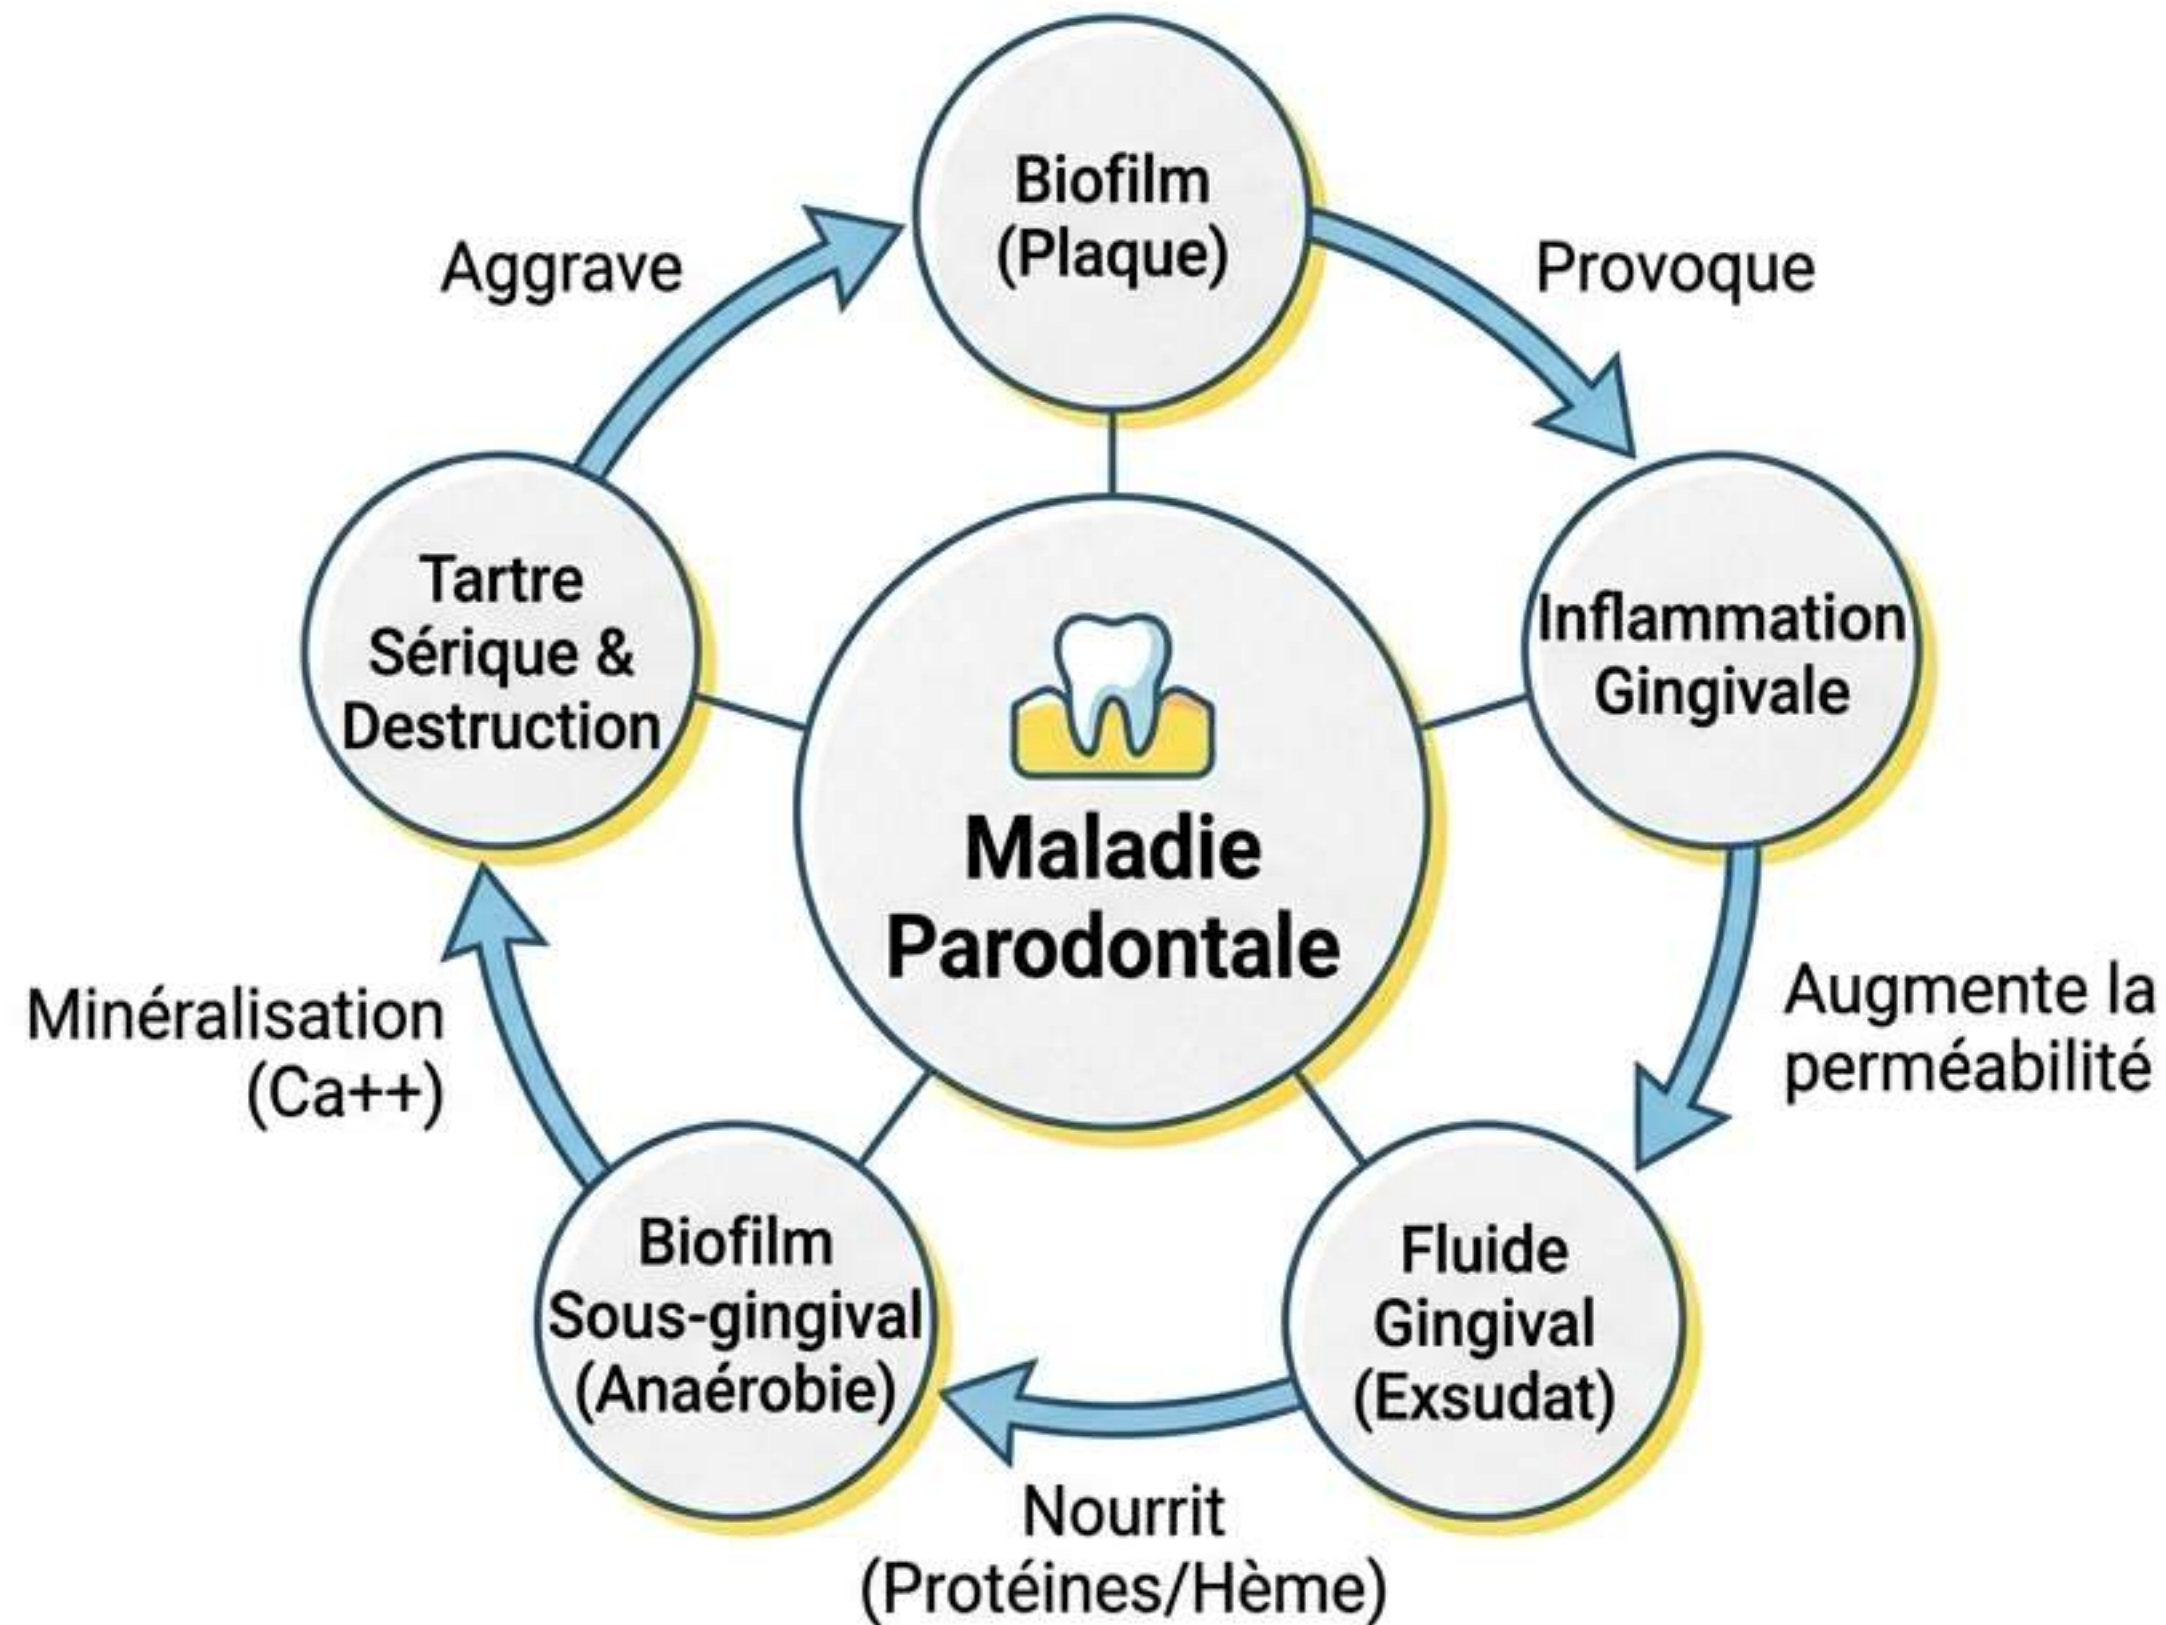 Biofilm
(Plaque)
Provoque
Inflammation
Gingivale
Augmente la
perméabilité
Fluide
Gingival
(Exsudat)
Nourrit
(Protéines/Hème)
Biofilm
Sous-gingival
(Anaérobie)
Minéralisation
(Ca++)
Tartre
Sérique &
Destruction
Aggrave
Maladie
Parodontale